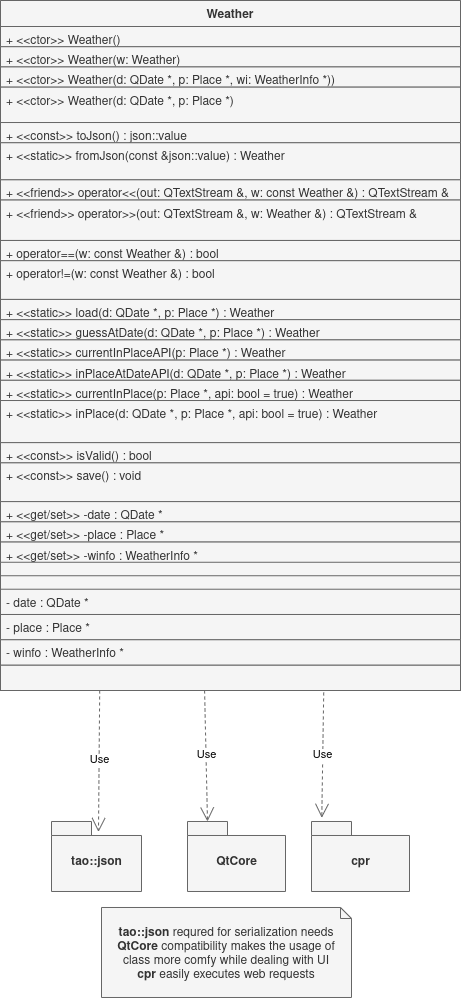 Weather
+ <<ctor>> Weather()
+ <<ctor>> Weather(w: Weather)
+ <<ctor>> Weather(d: QDate *, p: Place *, wi: WeatherInfo *))
+ <<ctor>> Weather(d: QDate *, p: Place *)
+ <<const>> toJson() : json::value
+ <<static>> fromJson(const &json::value) : Weather
+ <<friend>> operator<<(out: QTextStream &, w: const Weather &) : QTextStream &
+ <<friend>> operator>>(out: QTextStream &, w: Weather &) : QTextStream &
+ operator==(w: const Weather &) : bool
+ operator!=(w: const Weather &) : bool
+ <<static>> load(d: QDate *, p: Place *) : Weather
+ <<static>> guessAtDate(d: QDate *, p: Place *) : Weather
+ <<static>> currentInPlaceAPI(p: Place *) : Weather
+ <<static>> inPlaceAtDateAPI(d: QDate *, p: Place *) : Weather
+ <<static>> currentInPlace(p: Place *, api: bool = true) : Weather
+ <<static>> inPlace(d: QDate *, p: Place *, api: bool = true) : Weather
+ <<const>> isValid() : bool
+ <<const>> save() : void
+ <<get/set>> -date : QDate *
+ <<get/set>> -place : Place *
+ <<get/set>> -winfo : WeatherInfo *
- date : QDate *
- place : Place *
- winfo : WeatherInfo *
Use
Use
Use
tao::json
QtCore
cpr
tao::json requred for serialization needs
QtCore compatibility makes the usage of
class more comfy while dealing with UI
cpr easily executes web requests